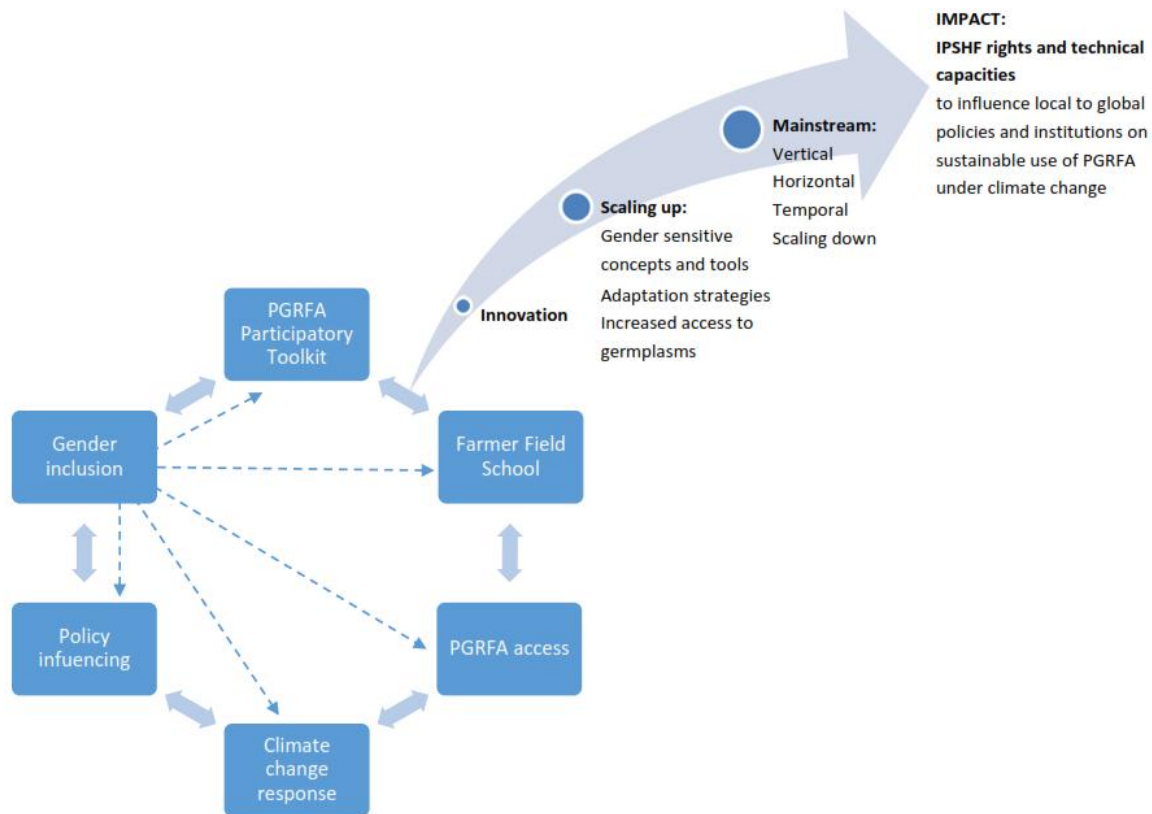 IMPACT:
IPSHF rights and technical
capacities
to influence local to global
policies and institutions on
sustainable use of PGRFA
under climate change
Mainstream:
Vertical
Horizontal
Temporal
Scaling down
Scaling up:
Gender sensitive
concepts and tools
Adaptation strategies
Increased access to
germplasms
Innovation
PGRFA
Participatory
Toolkit
Gender
inclusion
Farmer Field
School
Policy
infuencing
PGRFA access
Climate
change
response